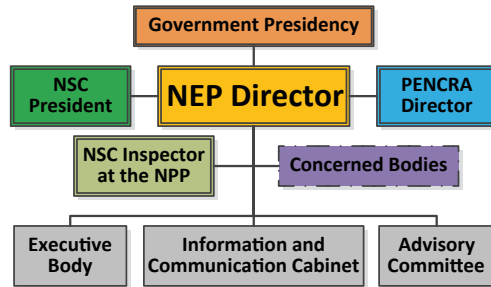 Government Presidency
NSC
President
NEP Director
PENCRA
Director
NSC Inspector
at the NPP
Concerned Bodies
Executive
Body
Information and
Communication Cabinet
Advisory
Committee